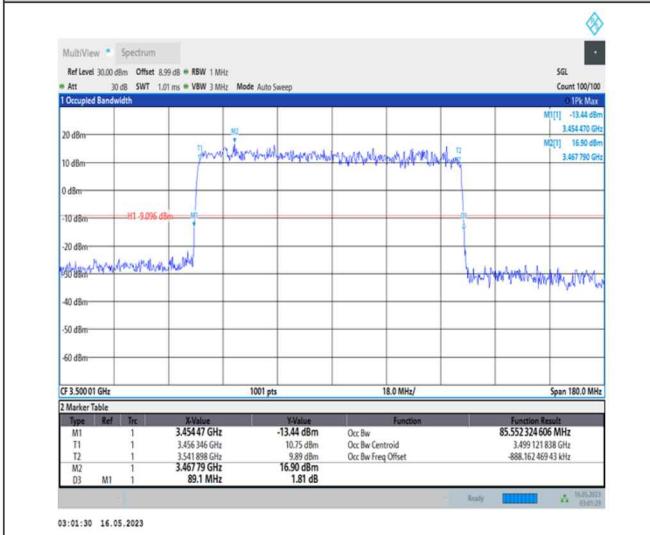 MultiView Spectrum
Ref Level 30.00 dBm Offset 8.99 dB RBW 1 MHz SGL
Att 30 dB SWT 1.01 ms VBW 3 MHz Mode Auto Sweep Count 100/100
1 Occupied Bandwidth 1Pk Max
M1[1] -13.44 dBm
3.454 470 GHz
M2[1] 16.90 dBm
3.467 790 GHz
20 dBm
M2
T1
T2
10 dBm
0 dBm
-10 dBm
H1 -9.096 dBm
M1
D3
-20 dBm
-30 dBm
-40 dBm
-50 dBm
-60 dBm
CF 3.500 01 GHz 1001 pts 18.0 MHz/ Span 180.0 MHz
2 Marker Table
Type Ref Trc X-Value Y-Value Function Function Result
M1 1 3.454 47 GHz -13.44 dBm Occ Bw 85.552 324 606 MHz
T1 1 3.456 346 GHz 10.75 dBm Occ Bw Centroid 3.499 121 838 GHz
T2 1 3.541 898 GHz 9.89 dBm Occ Bw Freq Offset -888.162 469 43 kHz
M2 1 3.467 79 GHz 16.90 dBm
D3 M1 1 89.1 MHz 1.81 dB
Ready 16.05.2023
03:01:29
03:01:30 16.05.2023